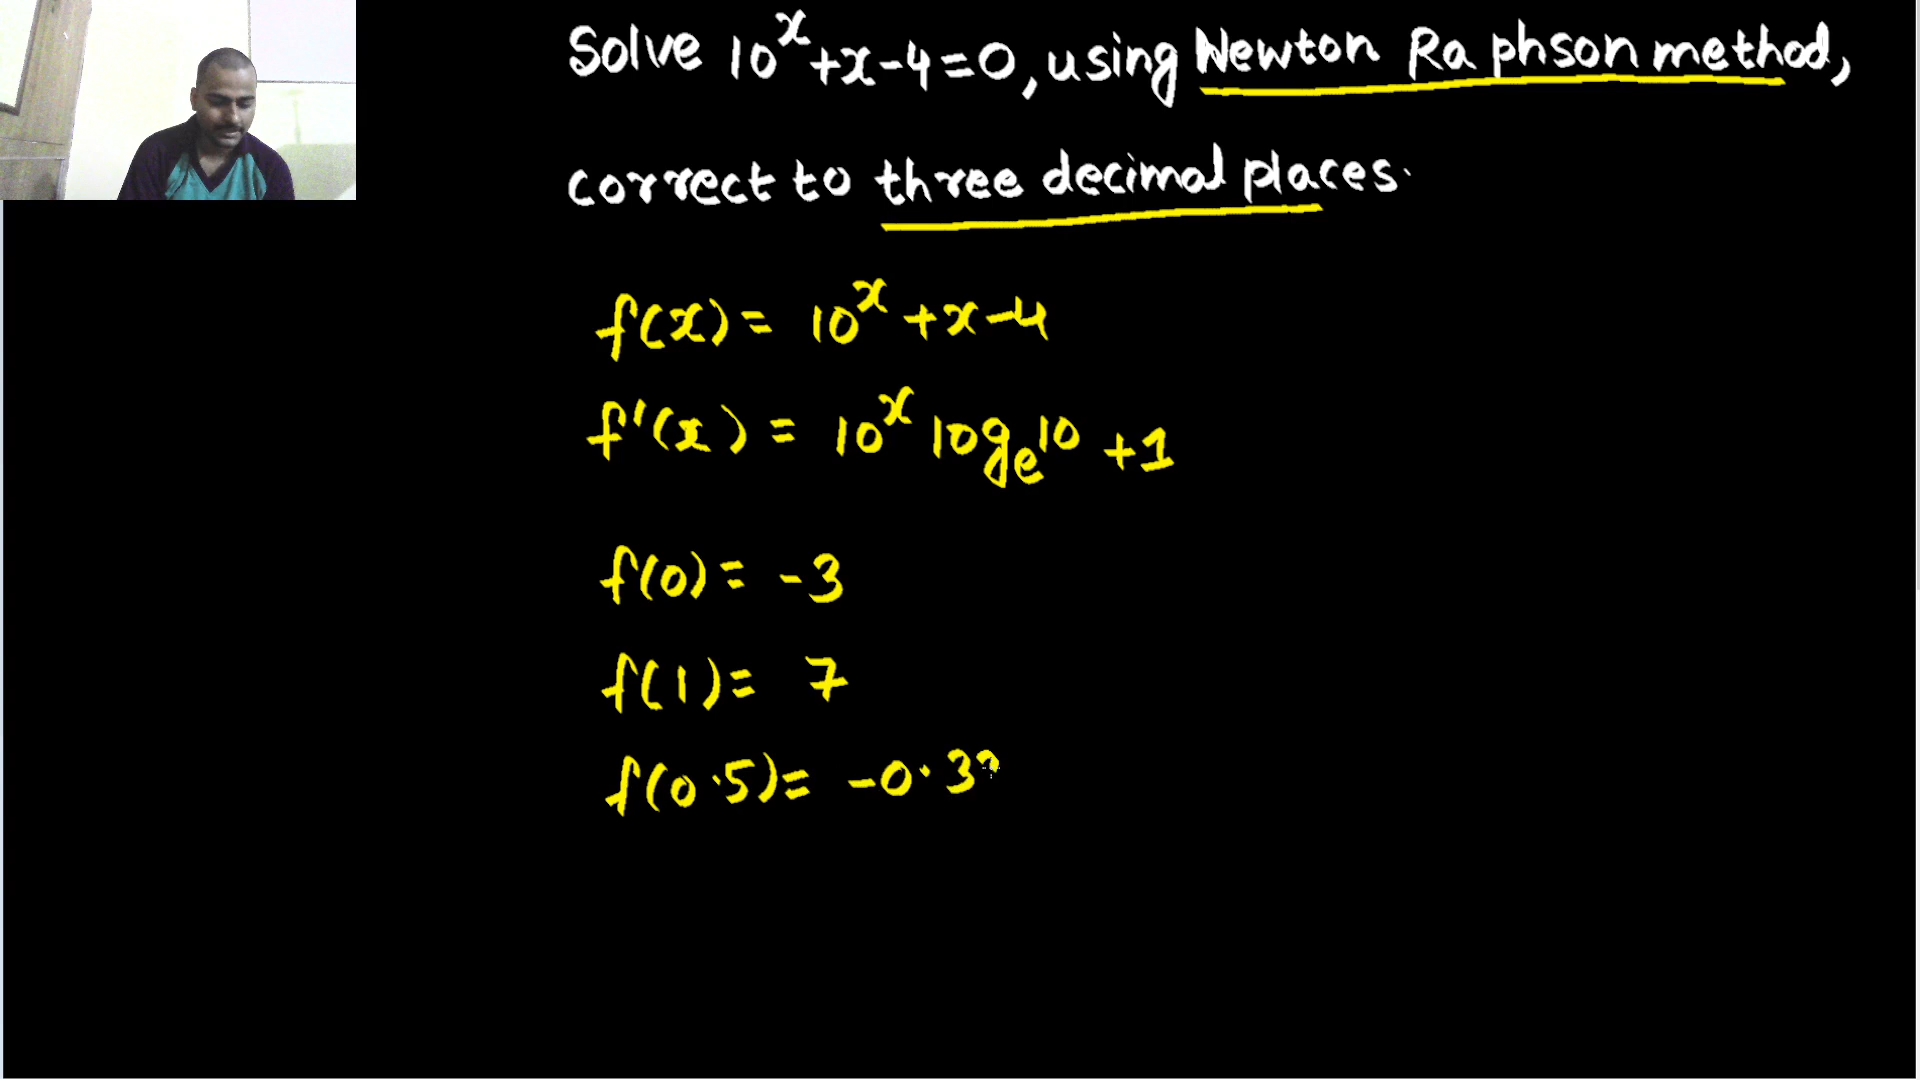 Solve 10^x+x-4=0, using Newton Raphson method,
correct to three decimal places.
f(x) = 10^x +x-4
f'(x) = 10^x log_e 10 +1
f(0) = -3
f(1) = 7
f(0.5) = -0.3